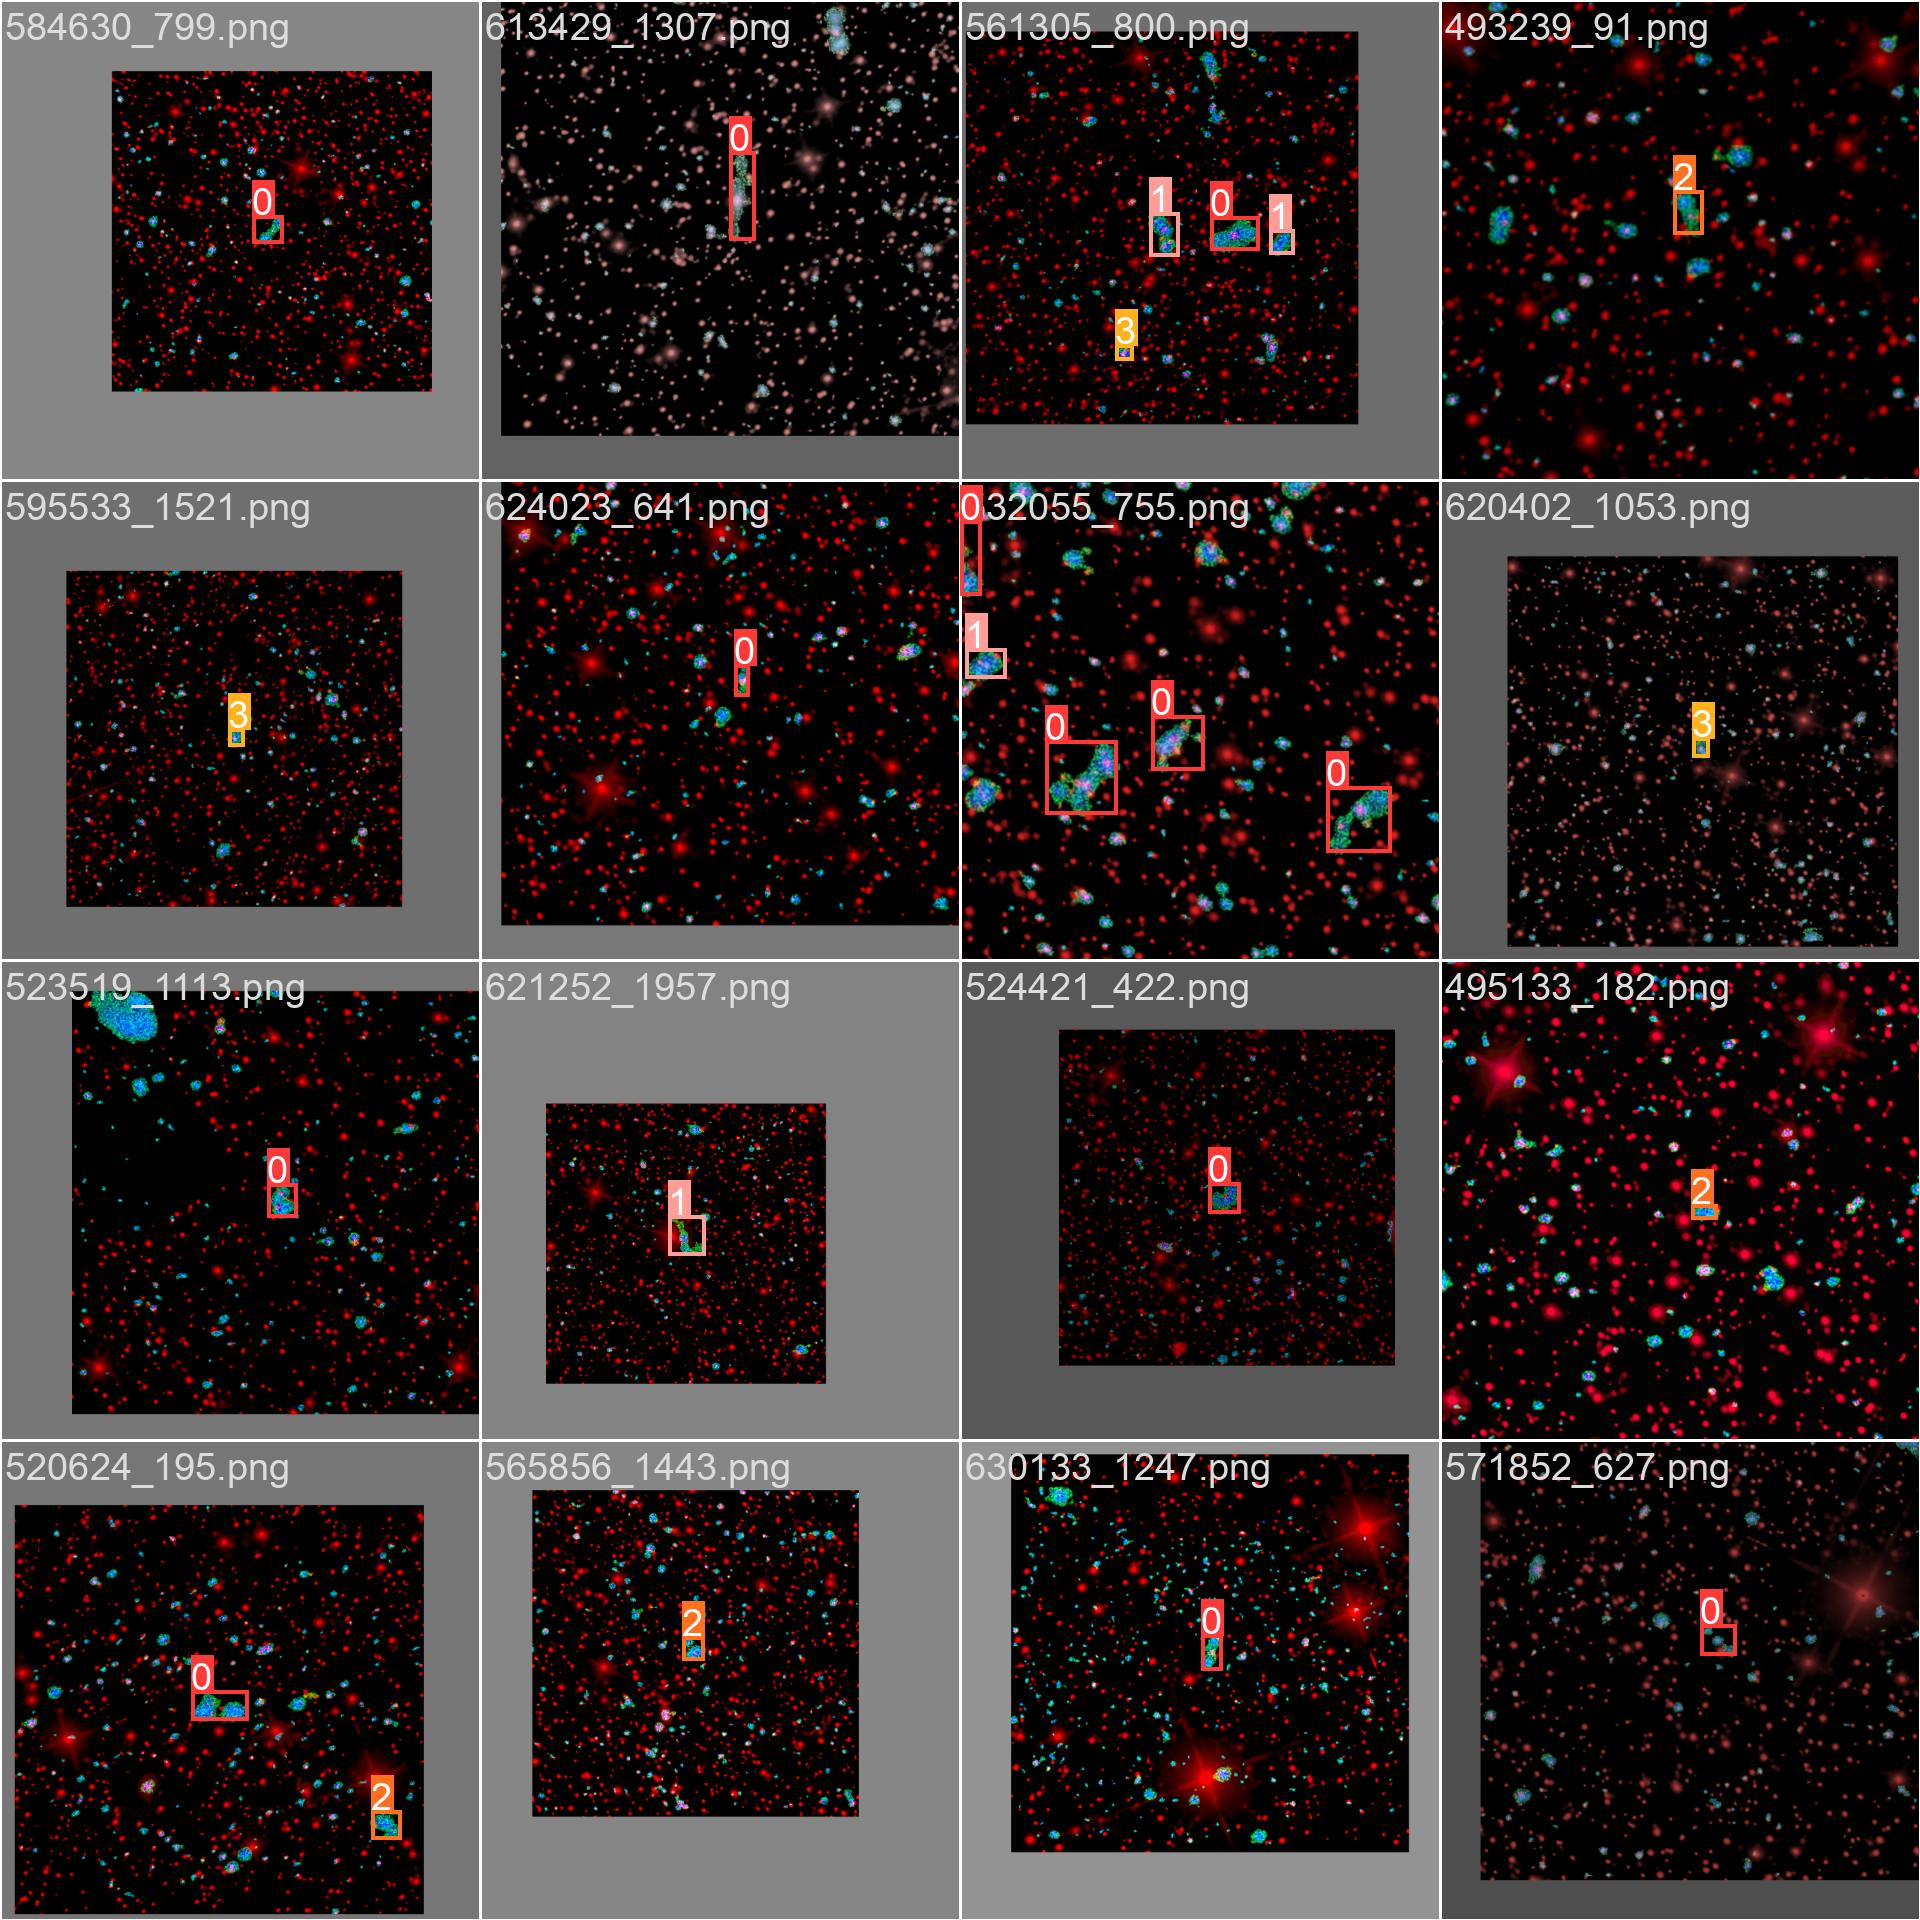 584630_799.png
0
613429_1307.png
0
561305_800.png
1
0
1
3
493239_91.png
2
595533_1521.png
3
624023_641.png
0
032055_755.png
0
1
0
0
620402_1053.png
3
523519_1113.png
0
621252_1957.png
1
524421_422.png
0
495133_182.png
2
520624_195.png
0
2
565856_1443.png
2
630133_1247.png
0
571852_627.png
0